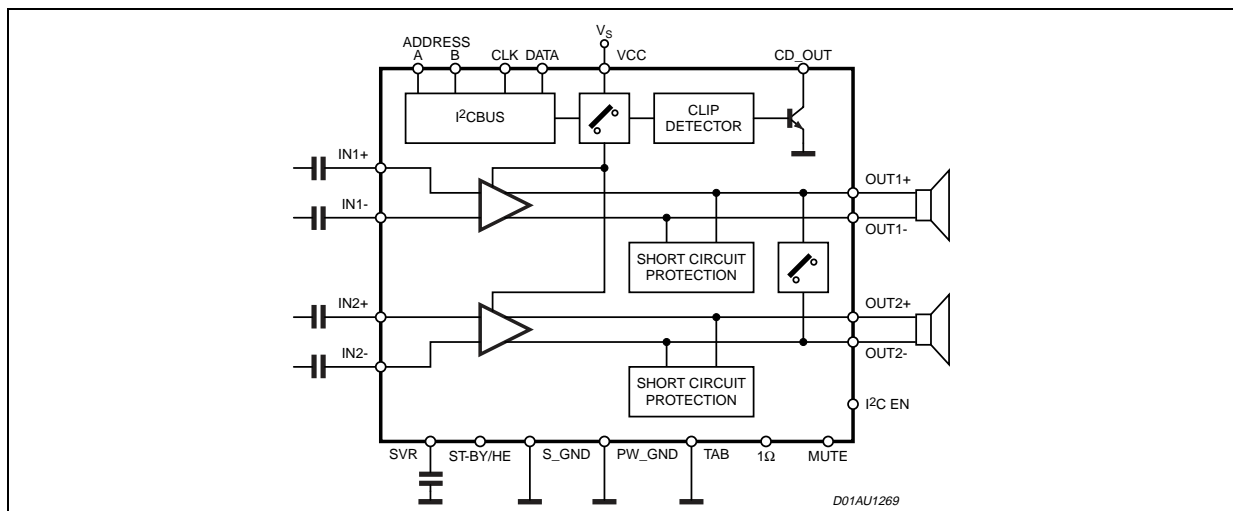 V_S
ADDRESS
A B CLK DATA VCC CD_OUT
I²CBUS
CLIP
DETECTOR
IN1+
OUT1+
IN1-
OUT1-
SHORT CIRCUIT
PROTECTION
IN2+
OUT2+
IN2-
OUT2-
SHORT CIRCUIT
PROTECTION
I²C EN
SVR ST-BY/HE S_GND PW_GND TAB 1Ω MUTE
D01AU1269